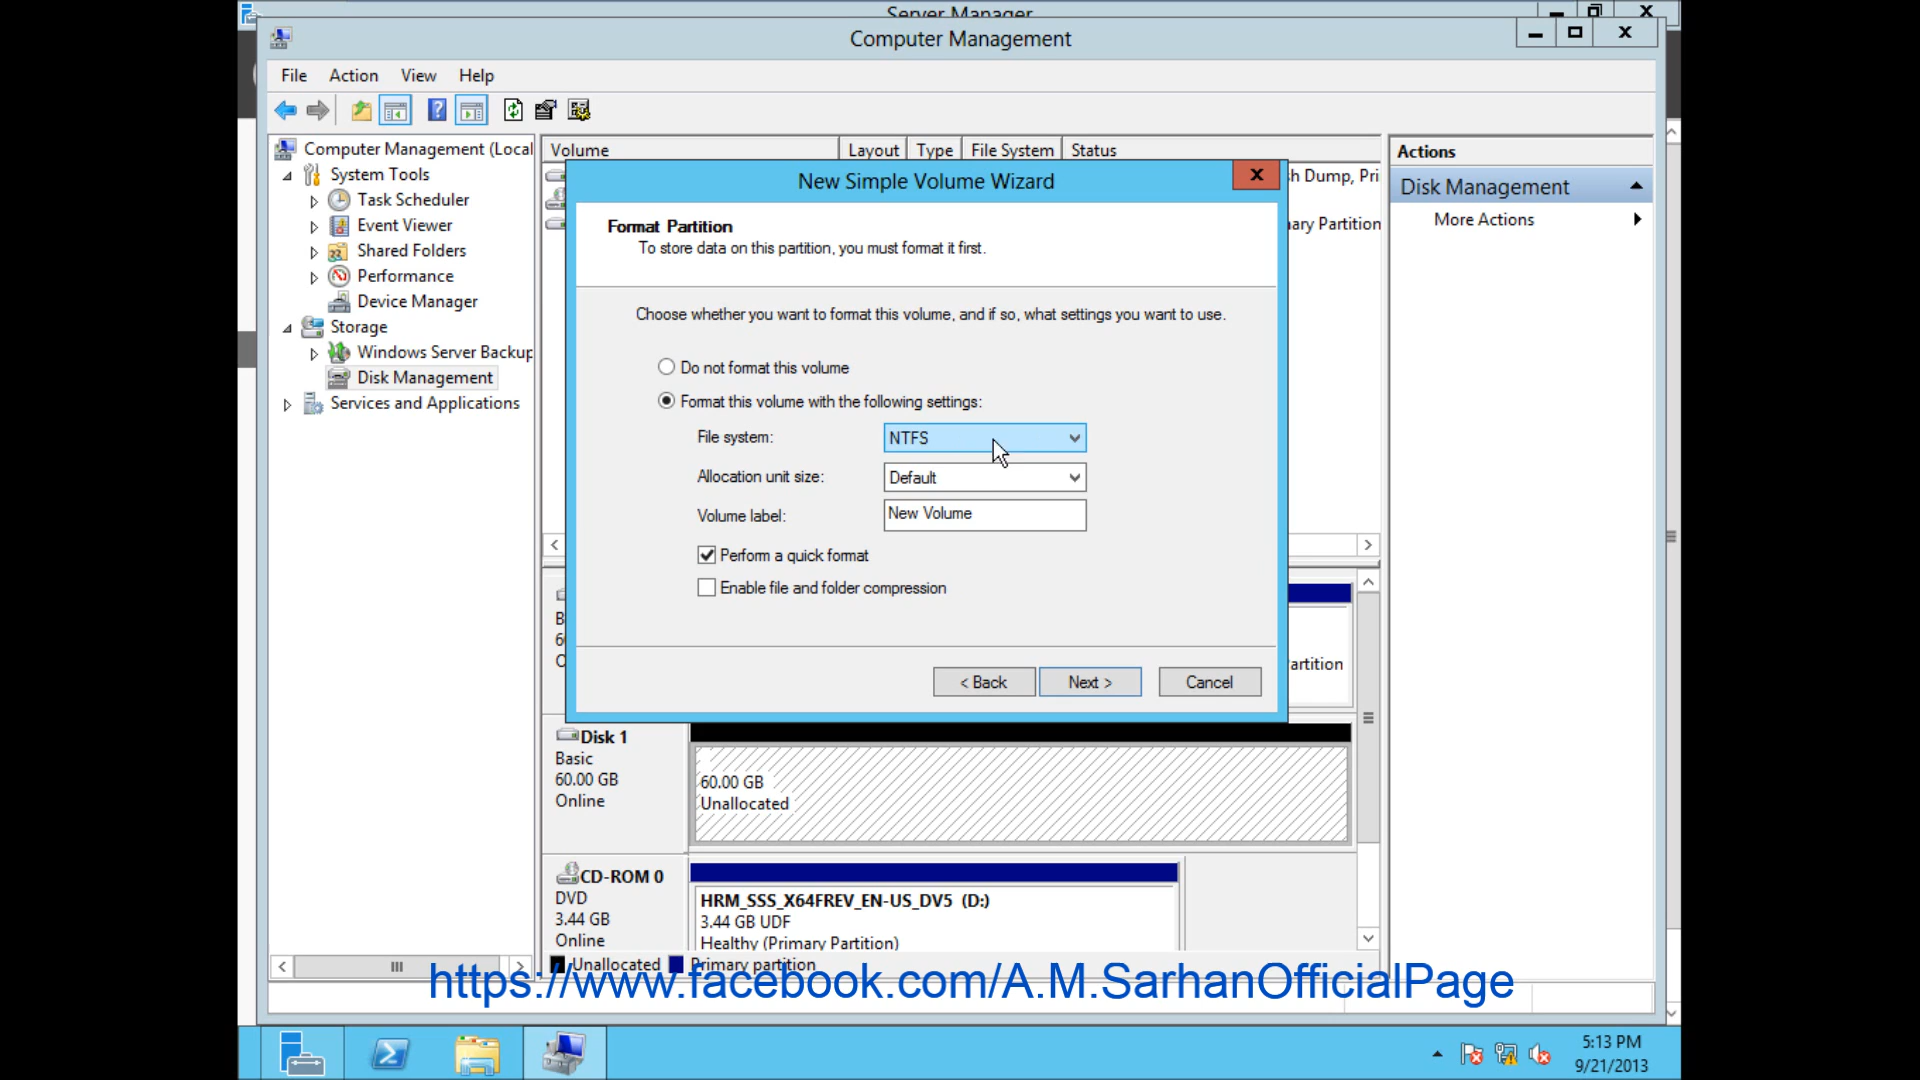 Server Manager
Computer Management
File Action View Help
Computer Management (Local
System Tools
Task Scheduler
Event Viewer
Shared Folders
Performance
Device Manager
Storage
Windows Server Backup
Disk Management
Services and Applications
Volume Layout Type File System Status
sh Dump, Pri
ary Partition
Actions
Disk Management
More Actions
New Simple Volume Wizard
Format Partition
To store data on this partition, you must format it first.
Choose whether you want to format this volume, and if so, what settings you want to use.
Do not format this volume
Format this volume with the following settings:
File system: NTFS
Allocation unit size: Default
Volume label: New Volume
Perform a quick format
Enable file and folder compression
< Back Next > Cancel
artition
Disk 1
Basic
60.00 GB
Online
60.00 GB
Unallocated
CD-ROM 0
DVD
3.44 GB
Online
HRM_SSS_X64FREV_EN-US_DV5 (D:)
3.44 GB UDF
Healthy (Primary Partition)
Unallocated Primary partition
https://www.facebook.com/A.M.SarhanOfficialPage
5:13 PM
9/21/2013